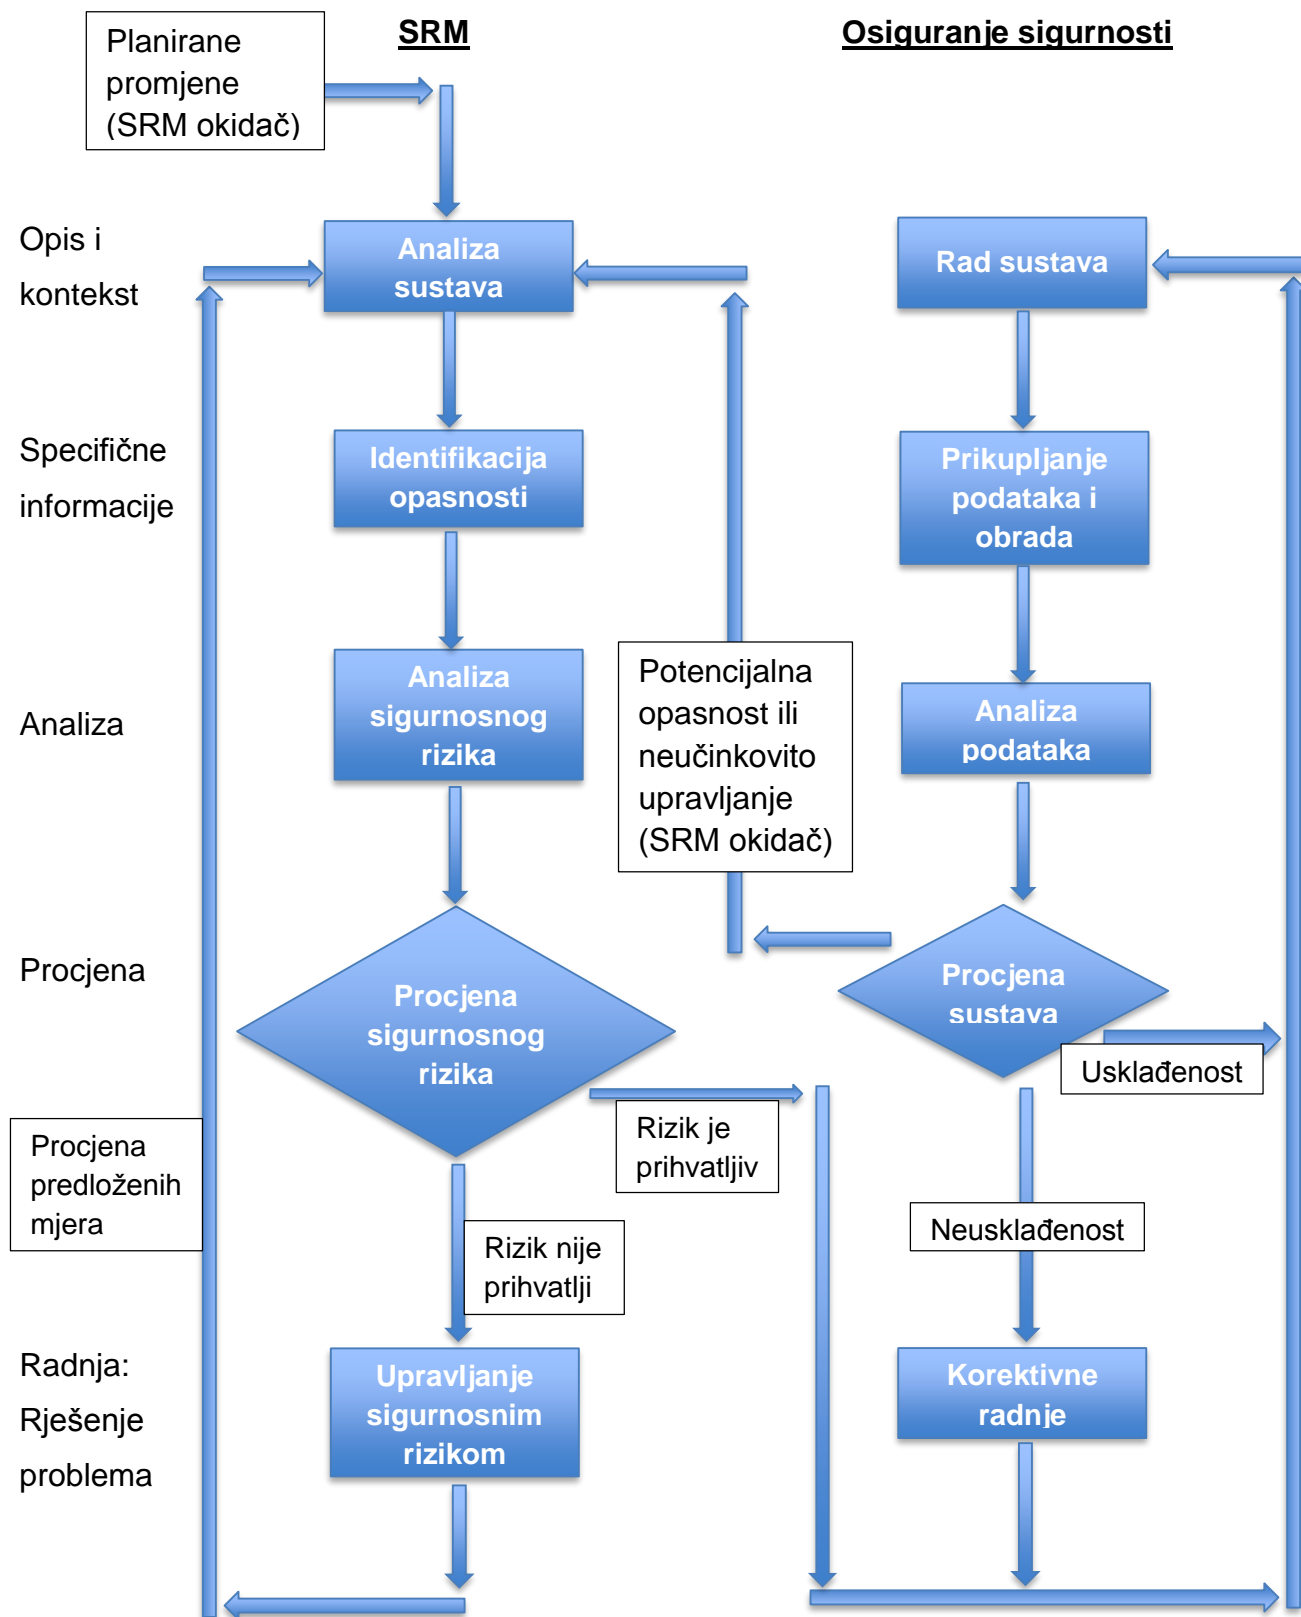 Planirane
promjene
(SRM okidač)
SRM
Osiguranje sigurnosti
Opis i
kontekst
Analiza
sustava
Rad sustava
Specifične
informacije
Identifikacija
opasnosti
Prikupljanje
podataka i
obrada
Analiza
Analiza
sigurnosnog
rizika
Potencijalna
opasnost ili
neučinkovito
upravljanje
(SRM okidač)
Analiza
podataka
Procjena
Procjena
sigurnosnog
rizika
Procjena
sustava
Usklađenost
Procjena
predloženih
mjera
Rizik je
prihvatljiv
Rizik nije
prihvatlji
Neusklađenost
Radnja:
Rješenje
problema
Upravljanje
sigurnosnim
rizikom
Korektivne
radnje